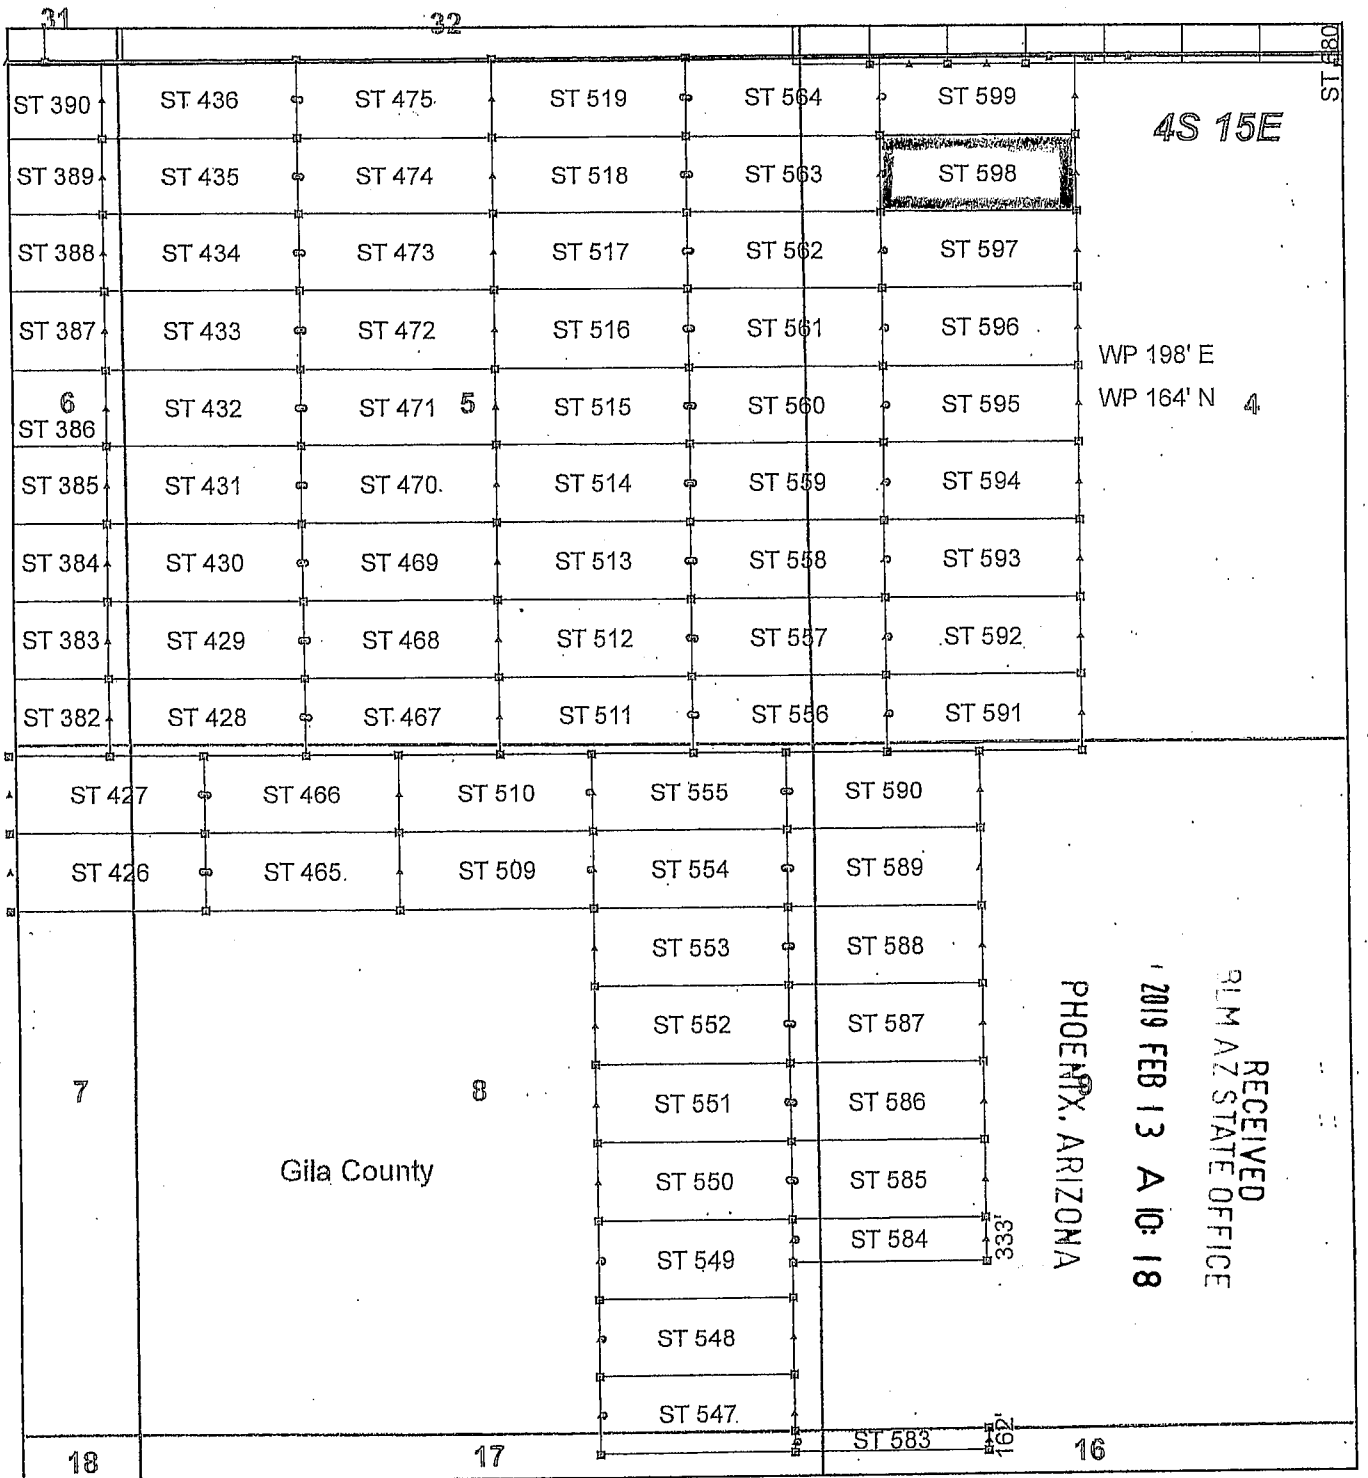 31 32
ST 680
ST 390 ST 436 ST 475 ST 519 ST 564 ST 599
4S 15E
ST 389 ST 435 ST 474 ST 518 ST 563 ST 598
ST 388 ST 434 ST 473 ST 517 ST 562 ST 597
ST 387 ST 433 ST 472 ST 516 ST 561 ST 596
WP 198' E
WP 164' N
6 5 4
ST 386 ST 432 ST 471 ST 515 ST 560 ST 595
ST 385 ST 431 ST 470 ST 514 ST 559 ST 594
ST 384 ST 430 ST 469 ST 513 ST 558 ST 593
ST 383 ST 429 ST 468 ST 512 ST 557 ST 592
ST 382 ST 428 ST 467 ST 511 ST 556 ST 591
ST 427 ST 466 ST 510 ST 555 ST 590
ST 426 ST 465 ST 509 ST 554 ST 589
ST 553 ST 588
ST 552 ST 587
7 8 9
ST 551 ST 586
Gila County
ST 550 ST 585
ST 584 333'
ST 549
ST 548
ST 547
ST 583 162'
18 17 16
RECEIVED
BLM AZ STATE OFFICE
2019 FEB 13 A 10: 18
PHOENIX, ARIZONA